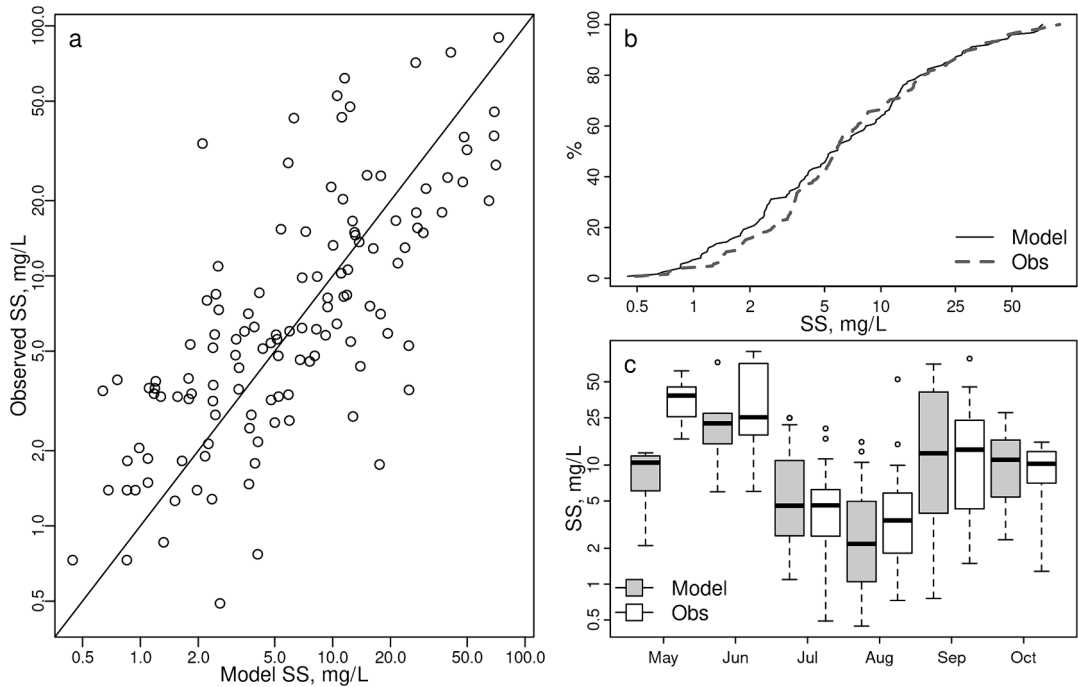 a
100.0
50.0
20.0
10.0
5.0
2.0
1.0
0.5
Observed SS, mg/L
0.5 1.0 2.0 5.0 10.0 20.0 50.0 100.0
Model SS, mg/L
b
100
80
60
40
20
0
%
Model
Obs
0.5 1 2 5 10 25 50
SS, mg/L
c
50
25
10
5
2
1
0.5
SS, mg/L
Model
Obs
May Jun Jul Aug Sep Oct